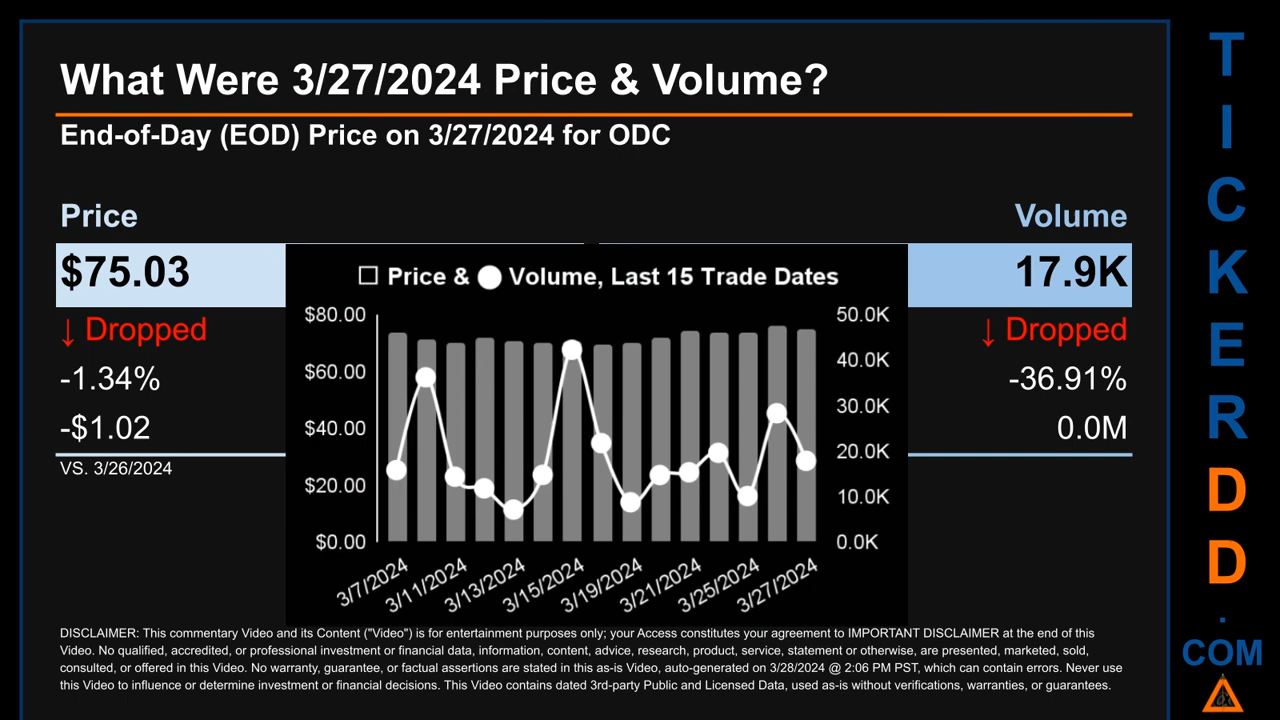 What Were 3/27/2024 Price & Volume?
End-of-Day (EOD) Price on 3/27/2024 for ODC
Price
Volume
$75.03
17.9K
↓ Dropped
↓ Dropped
-1.34%
-36.91%
-$1.02
0.0M
VS. 3/26/2024
Price & Volume, Last 15 Trade Dates
$80.00
$60.00
$40.00
$20.00
$0.00
50.0K
40.0K
30.0K
20.0K
10.0K
0.0K
3/7/2024
3/11/2024
3/13/2024
3/15/2024
3/19/2024
3/21/2024
3/25/2024
3/27/2024
DISCLAIMER: This commentary Video and its Content ("Video") is for entertainment purposes only; your Access constitutes your agreement to IMPORTANT DISCLAIMER at the end of this
Video. No qualified, accredited, or professional investment or financial data, information, content, advice, research, product, service, statement or otherwise, are presented, marketed, sold,
consulted, or offered in this Video. No warranty, guarantee, or factual assertions are stated in this as-is Video, auto-generated on 3/28/2024 @ 2:06 PM PST, which can contain errors. Never use
this Video to influence or determine investment or financial decisions. This Video contains dated 3rd-party Public and Licensed Data, used as-is without verifications, warranties, or guarantees.
T
I
C
K
E
R
D
D
.
COM